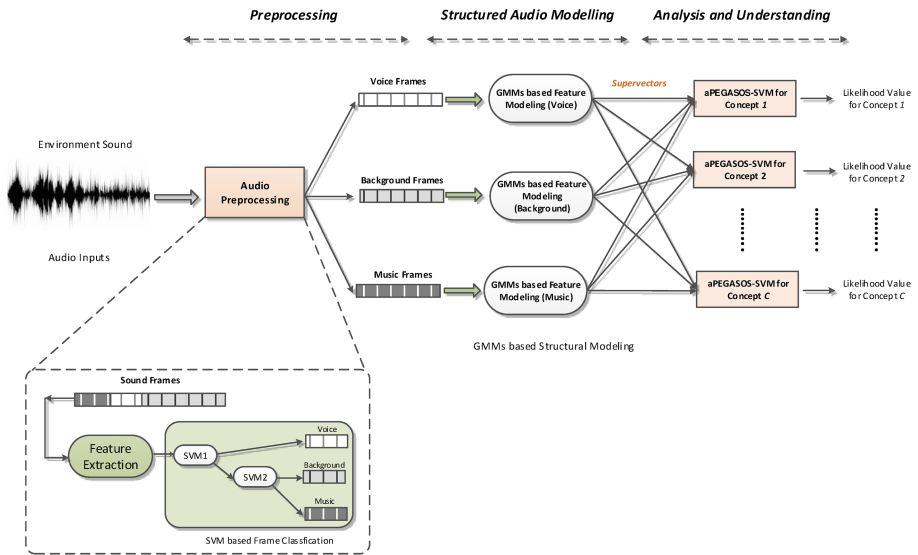 Preprocessing
Structured Audio Modelling
Analysis and Understanding
Environment Sound
Audio Inputs
Audio
Preprocessing
Voice Frames
Background Frames
Music Frames
GMMs based Feature
Modeling (Voice)
GMMs based Feature
Modeling
(Background)
GMMs based Feature
Modeling (Music)
Supervectors
aPEGASOS-SVM for
Concept 1
aPEGASOS-SVM for
Concept 2
aPEGASOS-SVM for
Concept C
Likelihood Value
for Concept 1
Likelihood Value
for Concept 2
Likelihood Value
for Concept C
GMMs based Structural Modeling
Sound Frames
Feature
Extraction
SVM1
SVM2
Voice
Background
Music
SVM based Frame Classfication